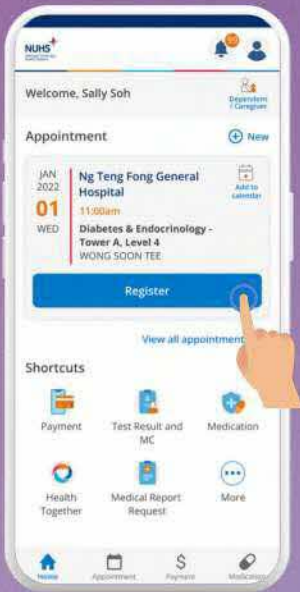 NUHS
Welcome, Sally Soh
Dependent
/ Caregiver
Appointment
New
JAN
2022
01
WED
Ng Teng Fong General
Hospital
11:00am
Diabetes & Endocrinology -
Tower A, Level 4
WONG SOON TEE
Add to
calendar
Register
View all appointment
Shortcuts
Payment
Test Result and
MC
Medication
Health
Together
Medical Report
Request
More
Home
Appointment
Payment
Medication